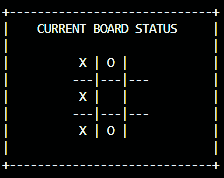 CURRENT BOARD STATUS
X | O |
---|---|---
X |   |
---|---|---
X | O |